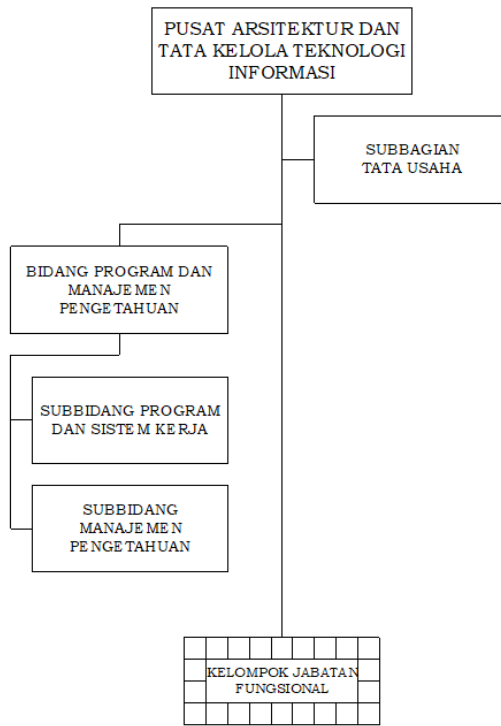 PUSAT ARSITEKTUR DAN
TATA KELOLA TEKNOLOGI
INFORMASI
SUBBAGIAN
TATA USAHA
BIDANG PROGRAM DAN
MANAJEMEN
PENGETAHUAN
SUBBIDANG PROGRAM
DAN SISTEM KERJA
SUBBIDANG
MANAJEMEN
PENGETAHUAN
KELOMPOK JABATAN
FUNGSIONAL